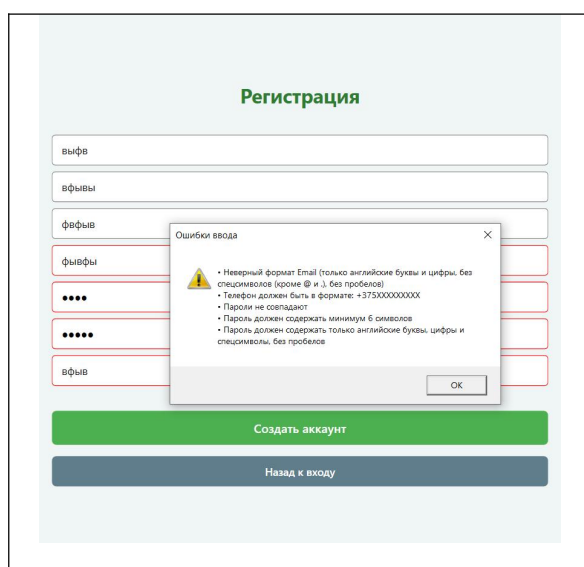 Регистрация
выфв
вфывы
фвфыв
Ошибки ввода
фывфы
• Неверный формат Email (только английские буквы и цифры, без
спецсимволов (кроме @ и .), без пробелов)
• Телефон должен быть в формате: +375XXXXXXXXX
• Пароли не совпадают
• Пароль должен содержать минимум 6 символов
• Пароль должен содержать только английские буквы, цифры и
спецсимволы, без пробелов
••••
•••••
вфыв
ОК
Создать аккаунт
Назад к входу